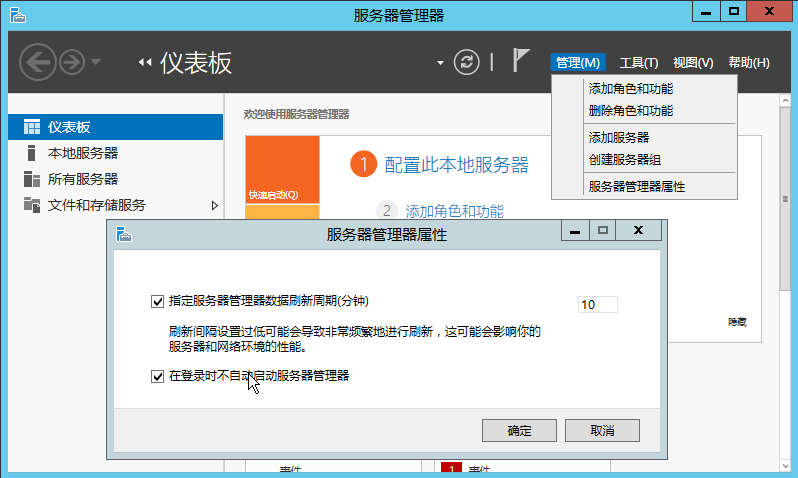 服务器管理器
仪表板
管理(M) 工具(T) 视图(V) 帮助(H)
添加角色和功能
删除角色和功能
添加服务器
创建服务器组
服务器管理器属性
仪表板
本地服务器
所有服务器
文件和存储服务
欢迎使用服务器管理器
快速启动(Q)
1 配置此本地服务器
2 添加角色和功能
隐藏
服务器管理器属性
指定服务器管理器数据刷新周期(分钟) 10
刷新间隔设置过低可能会导致非常频繁地进行刷新，这可能会影响你的
服务器和网络环境的性能。
在登录时不自动启动服务器管理器
确定 取消
事件 1 事件